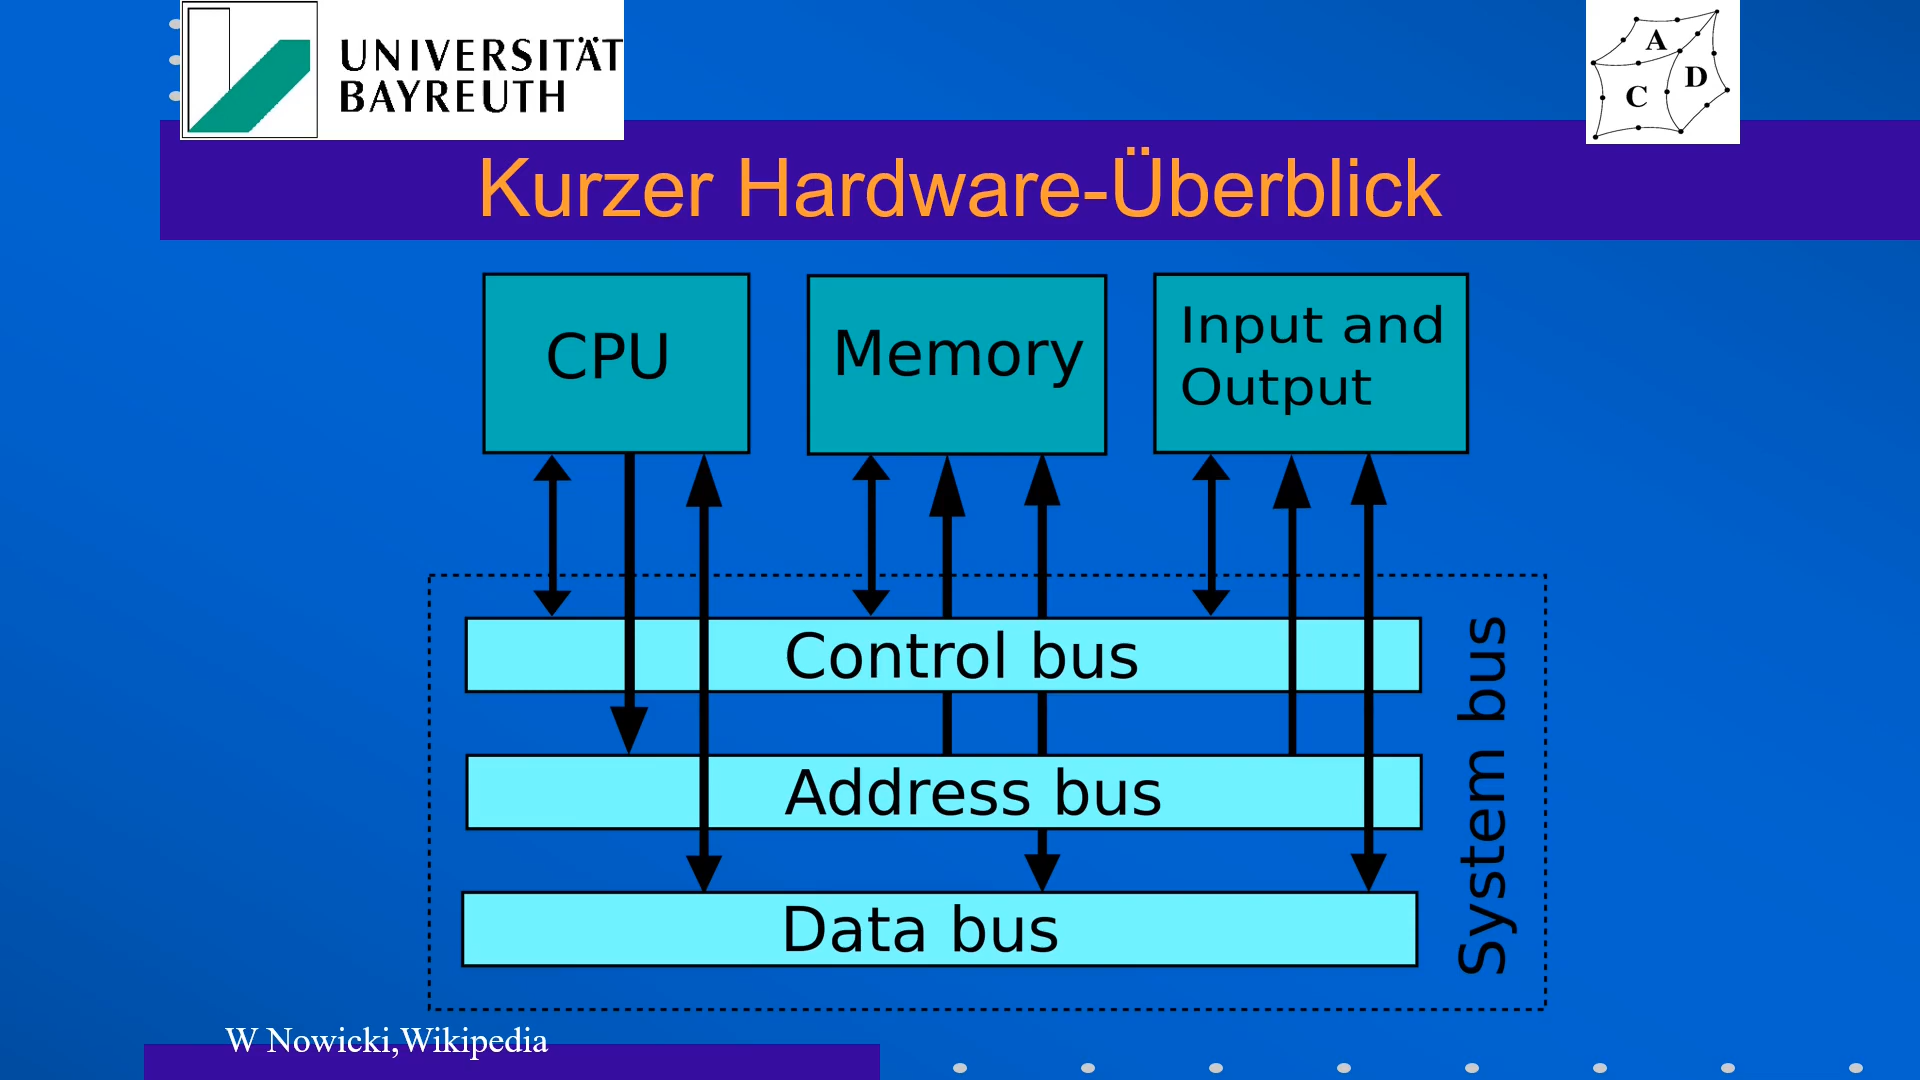 UNIVERSITÄT
BAYREUTH
A
D
C
Kurzer Hardware-Überblick
CPU
Memory
Input and
Output
Control bus
Address bus
Data bus
System bus
W Nowicki,Wikipedia